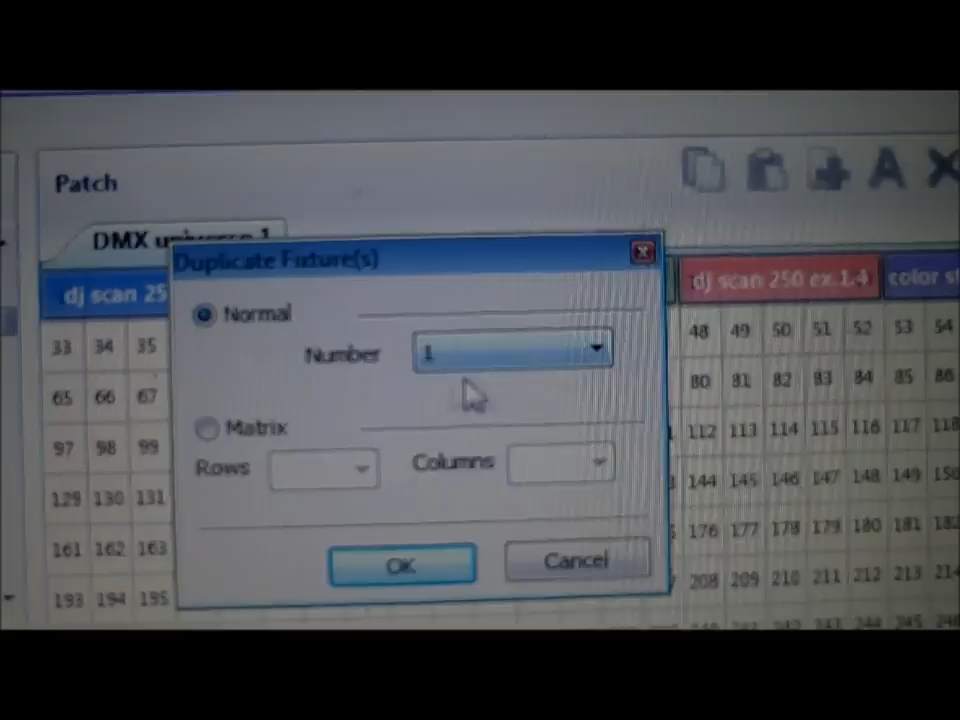 Patch
A
DMX universe 1
Duplicate Fixture(s)
dj scan 25
dj scan 250 ex.1.4
color st
Normal
Number 1
Matrix
Rows Columns
OK Cancel
33 34 35 48 49 50 51 52 53 54
65 66 67 80 81 82 83 84 85 86
97 98 99 112 113 114 115 116 117 118
129 130 131 144 145 146 147 148 149 150
161 162 163 176 177 178 179 180 181 182
193 194 195 208 209 210 211 212 213 214